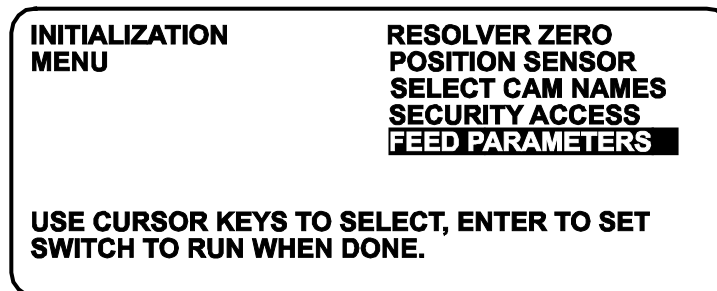 INITIALIZATION
MENU
RESOLVER ZERO
POSITION SENSOR
SELECT CAM NAMES
SECURITY ACCESS
FEED PARAMETERS
USE CURSOR KEYS TO SELECT, ENTER TO SET
SWITCH TO RUN WHEN DONE.